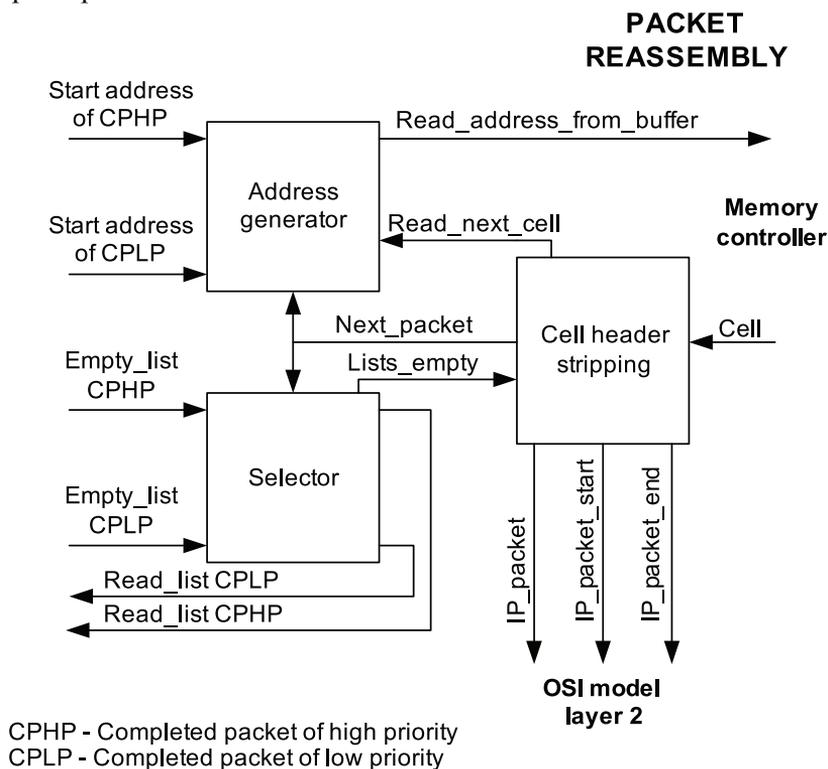 PACKET
REASSEMBLY
Start address
of CPHP
Read_address_from_buffer
Address
generator
Start address
of CPLP
Read_next_cell
Memory
controller
Next_packet
Cell header
stripping
Cell
Empty_list
CPHP
Lists_empty
Selector
Empty_list
CPLP
Read_list CPLP
Read_list CPHP
IP_packet
IP_packet_start
IP_packet_end
OSI model
layer 2
CPHP - Completed packet of high priority
CPLP - Completed packet of low priority